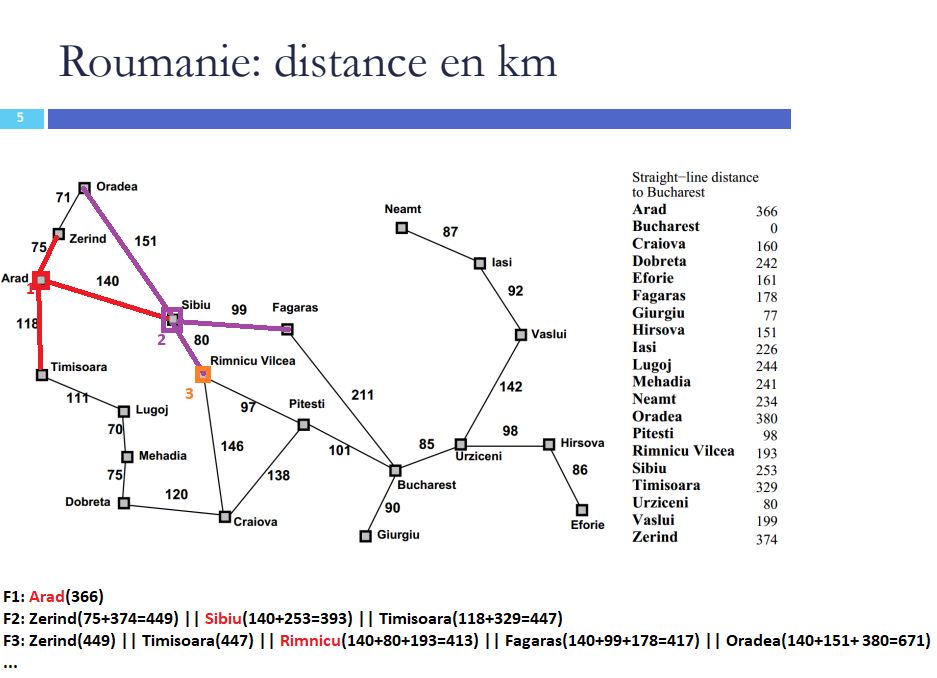 Roumanie: distance en km
5
Oradea
71
Zerind
151
75
Arad
1
140
Sibiu
2
99
Fagaras
80
118
Rimnicu Vilcea
3
Timisoara
111
Lugoj
97
Pitesti
211
70
Mehadia
146
101
75
138
Dobreta
120
Craiova
Neamt
87
Iasi
92
Vaslui
142
98
Hirsova
85
Urziceni
86
Bucharest
90
Giurgiu
Eforie
Straight−line distance
to Bucharest
Arad 366
Bucharest 0
Craiova 160
Dobreta 242
Eforie 161
Fagaras 178
Giurgiu 77
Hirsova 151
Iasi 226
Lugoj 244
Mehadia 241
Neamt 234
Oradea 380
Pitesti 98
Rimnicu Vilcea 193
Sibiu 253
Timisoara 329
Urziceni 80
Vaslui 199
Zerind 374
F1: Arad(366)
F2: Zerind(75+374=449) || Sibiu(140+253=393) || Timisoara(118+329=447)
F3: Zerind(449) || Timisoara(447) || Rimnicu(140+80+193=413) || Fagaras(140+99+178=417) || Oradea(140+151+ 380=671)
...